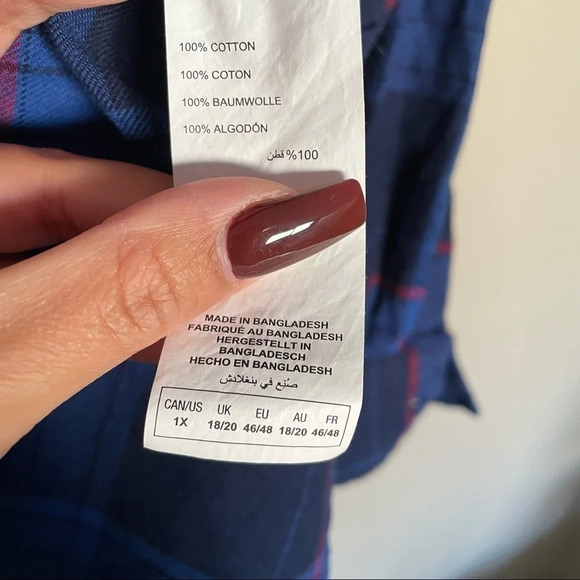 100% COTTON
100% COTON
100% BAUMWOLLE
100% ALGODÓN
%100 قطن
MADE IN BANGLADESH
FABRIQUÉ AU BANGLADESH
HERGESTELLT IN
BANGLADESCH
HECHO EN BANGLADESH
صُنِع في بنغلادش
CAN/US UK EU AU FR
1X 18/20 46/48 18/20 46/48